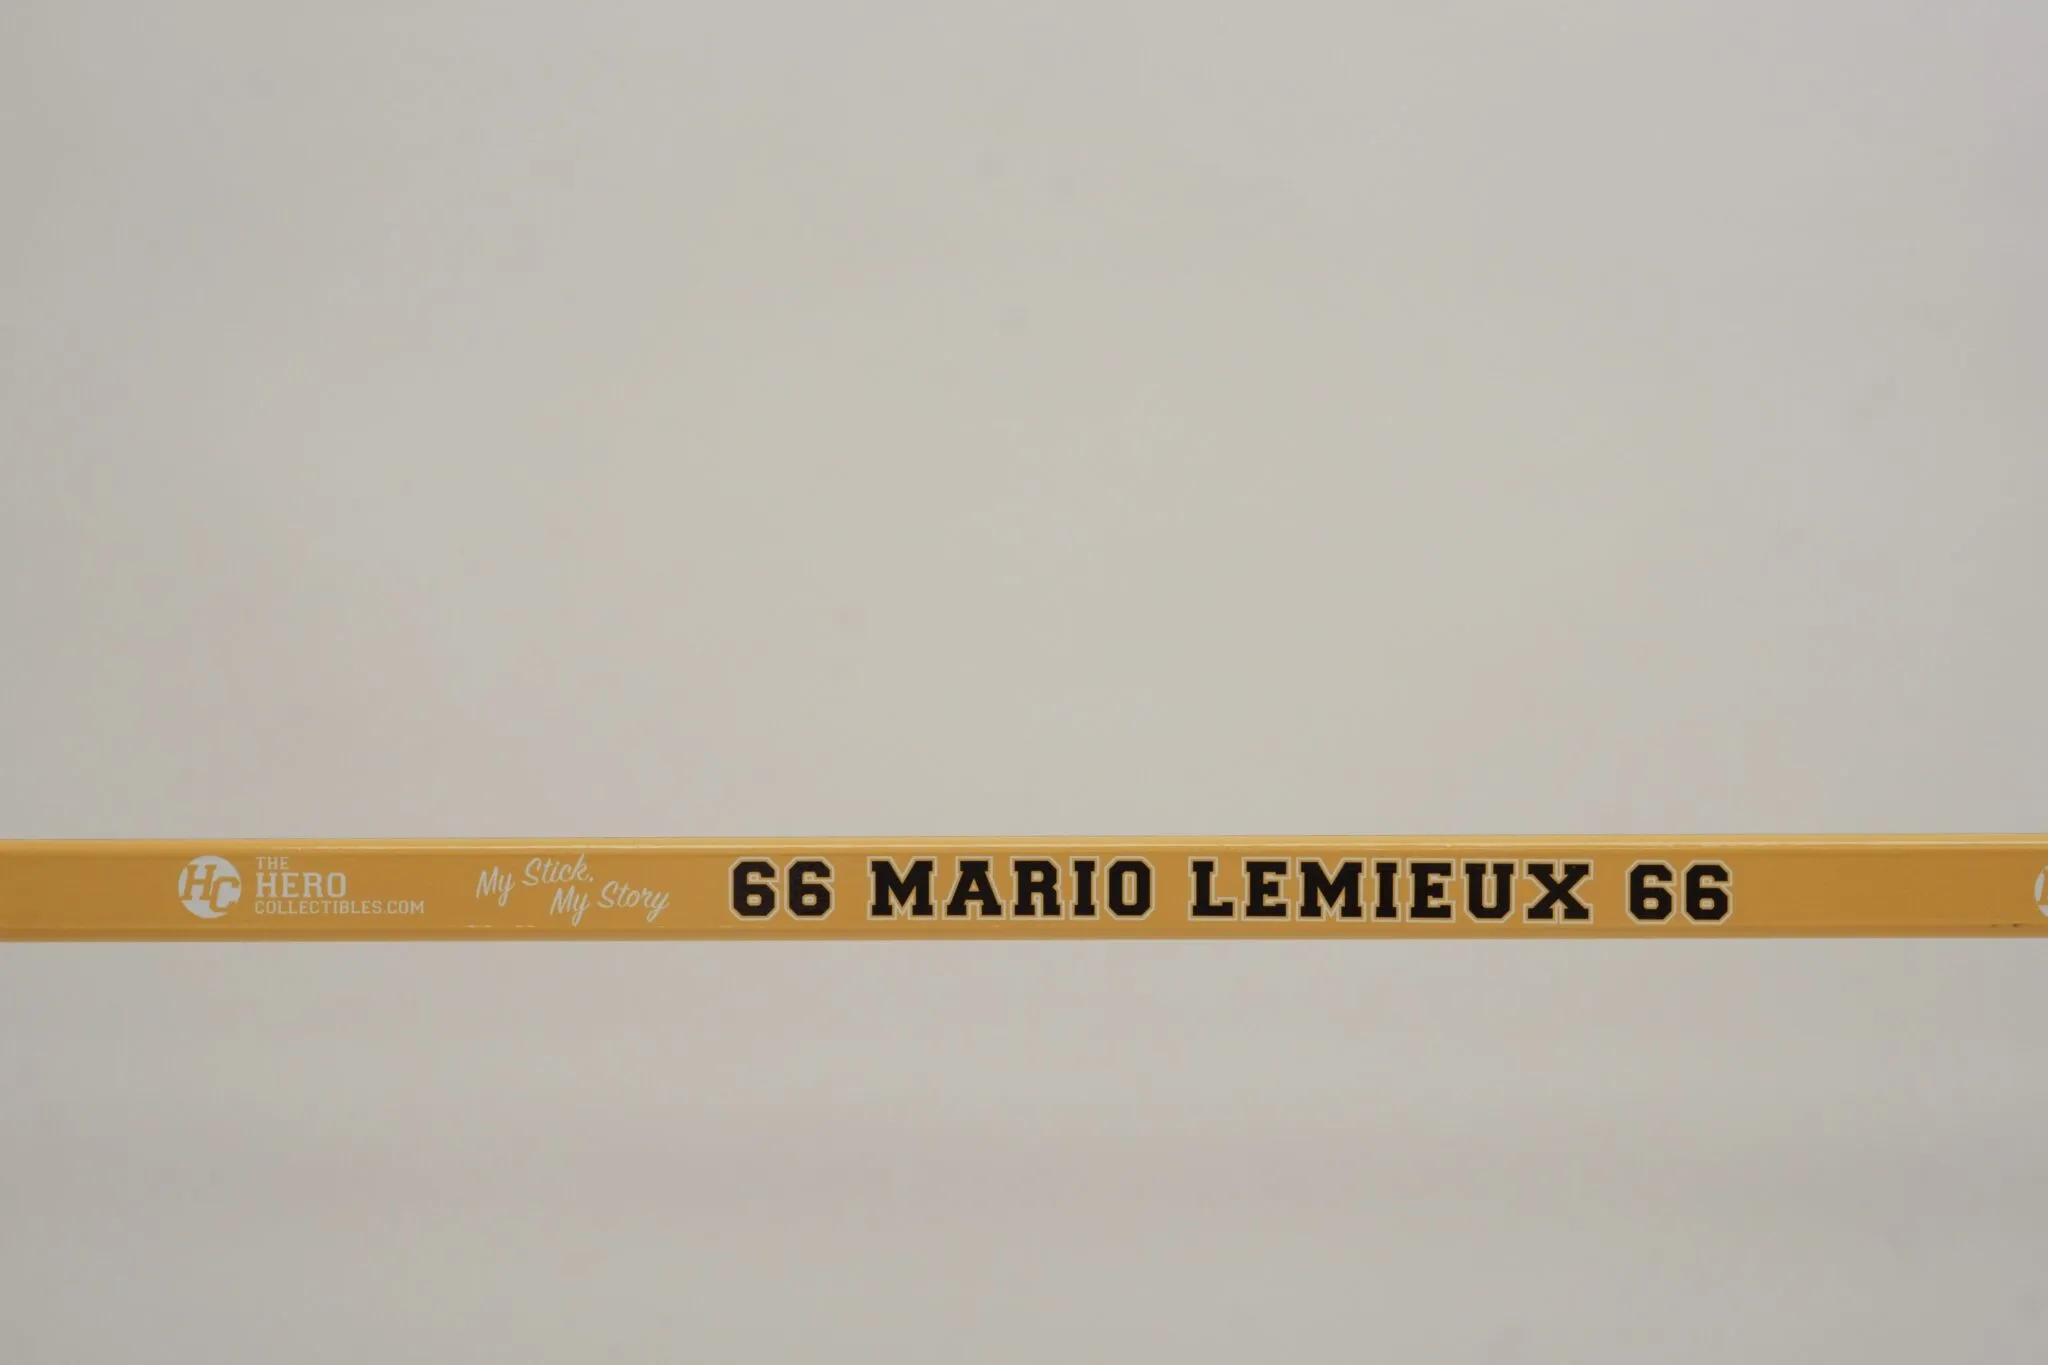 HC
THE
HERO
COLLECTIBLES.COM
My Stick,
My Story
66 MARIO LEMIEUX 66